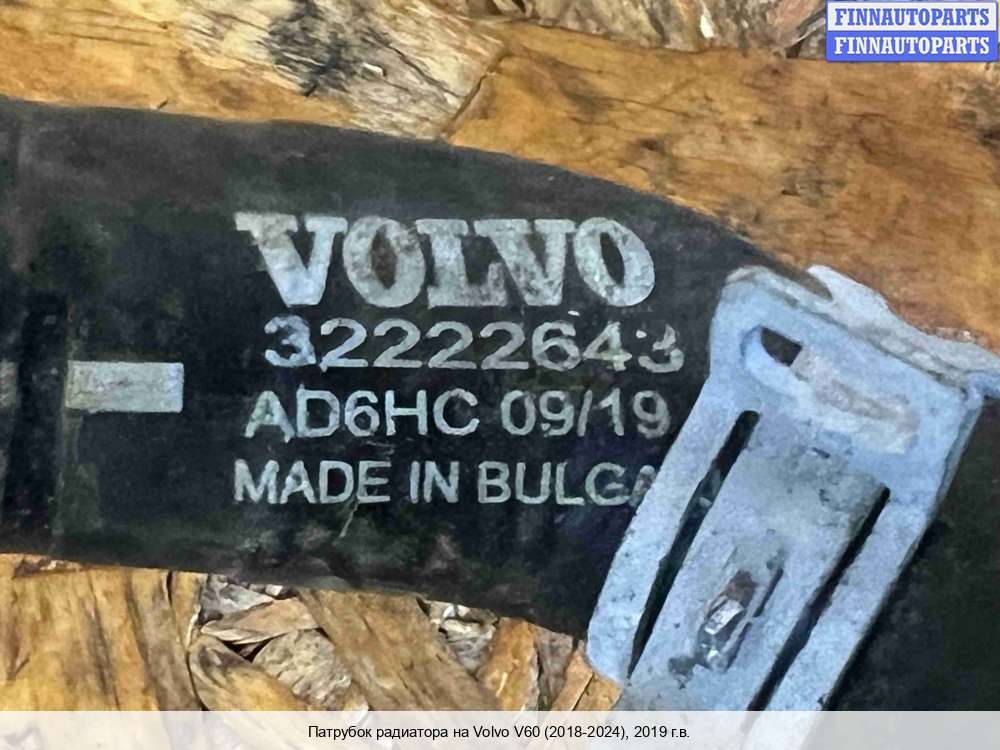 FINNAUTOPARTS
FINNAUTOPARTS
VOLVO
32222643
AD6HC 09/19
MADE IN BULGA
Патрубок радиатора на Volvo V60 (2018-2024), 2019 г.в.